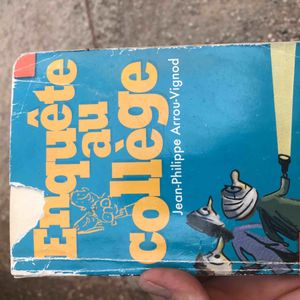 Enquête
au
collège
Jean-Philippe Arrou-Vignod